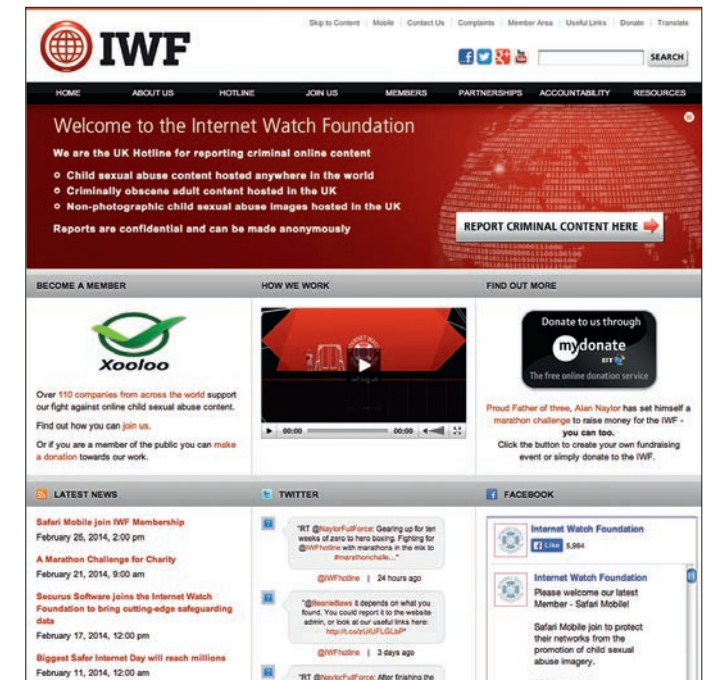 Skip to Content | Mobile | Contact Us | Complaints | Member Area | Useful Links | Donate | Translate
IWF
SEARCH
HOME ABOUT US HOTLINE JOIN US MEMBERS PARTNERSHIPS ACCOUNTABILITY RESOURCES
Welcome to the Internet Watch Foundation
We are the UK Hotline for reporting criminal online content
Child sexual abuse content hosted anywhere in the world
Criminally obscene adult content hosted in the UK
Non-photographic child sexual abuse images hosted in the UK
Reports are confidential and can be made anonymously
REPORT CRIMINAL CONTENT HERE
BECOME A MEMBER
Xooloo
Over 110 companies from across the world support
our fight against online child sexual abuse content.
Find out how you can join us.
Or if you are a member of the public you can make
a donation towards our work.
HOW WE WORK
00:00 00:00
FIND OUT MORE
Donate to us through
mydonate
BT
The free online donation service
Proud Father of three, Alan Naylor has set himself a
marathon challenge to raise money for the IWF -
you can too.
Click the button to create your own fundraising
event or simply donate to the IWF.
LATEST NEWS
Safari Mobile join IWF Membership
February 25, 2014, 2:00 pm
A Marathon Challenge for Charity
February 21, 2014, 9:00 am
Securus Software joins the Internet Watch
Foundation to bring cutting-edge safeguarding
data
February 17, 2014, 12:00 pm
Biggest Safer Internet Day will reach millions
February 11, 2014, 12:00 am
TWITTER
"RT @NaylorFullForce: Gearing up for ten
weeks of zero to hero boxing. Fighting for
@IWFhotline with marathons in the mix to
#marathonchalle..."
@IWFhotline | 24 hours ago
"@BeanieBaws it depends on what you
found. You could report it to the website
admin, or look at our useful links here:
@IWFhotline | 3 days ago
"RT @NaylorFullForce: After finishing the
FACEBOOK
Internet Watch Foundation
Like 5,984
Internet Watch Foundation
Please welcome our latest
Member - Safari Mobile!
Safari Mobile join to protect
their networks from the
promotion of child sexual
abuse imagery.